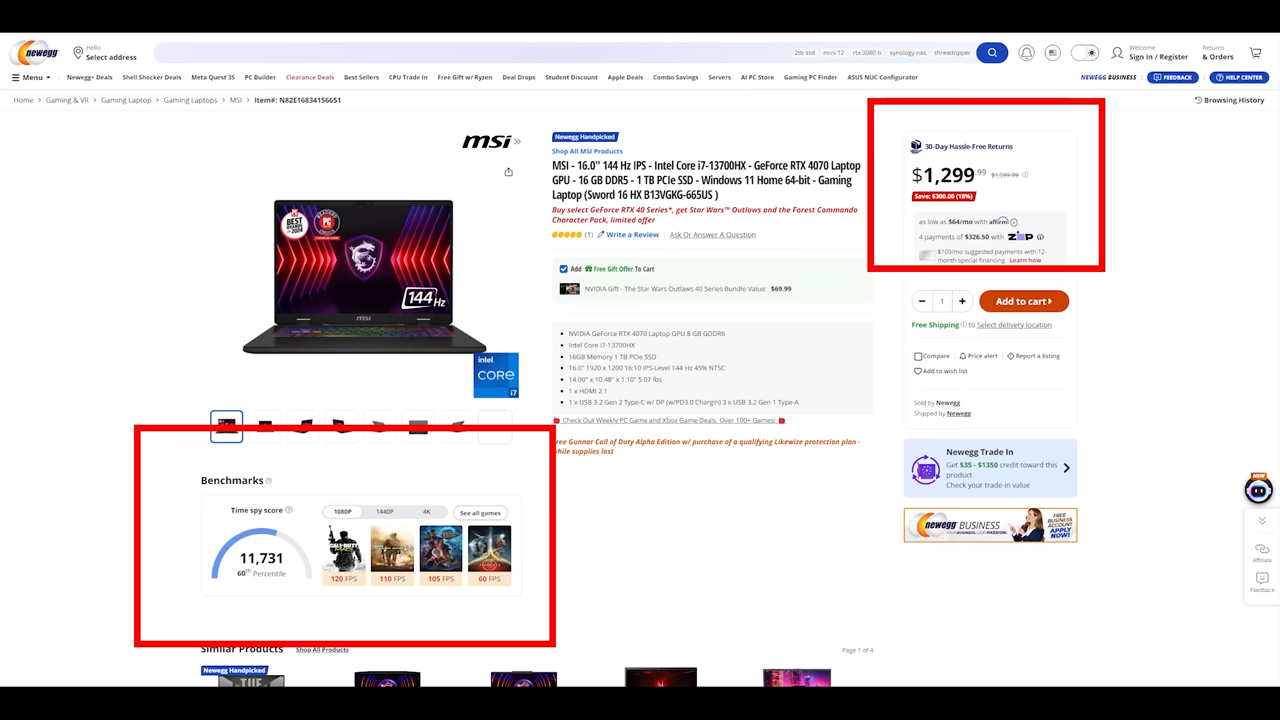 newegg
Hello
Select address
2tb ssd
mini 12
rtx 3080 ti
synology nas
threadripper
Welcome
Sign In / Register
Returns
& Orders
Menu
Newegg+ Deals
Shell Shocker Deals
Meta Quest 3S
PC Builder
Clearance Deals
Best Sellers
CPU Trade In
Free Gift w/ Ryzen
Deal Drops
Student Discount
Apple Deals
Combo Savings
Servers
AI PC Store
Gaming PC Finder
ASUS NUC Configurator
NEWEGG BUSINESS
FEEDBACK
HELP CENTER
Home > Gaming & VR > Gaming Laptop > Gaming Laptops > MSI > Item#: N82E16834156651
Browsing History
msi
Newegg Handpicked
Shop All MSI Products
MSI - 16.0" 144 Hz IPS - Intel Core i7-13700HX - GeForce RTX 4070 Laptop
GPU - 16 GB DDR5 - 1 TB PCIe SSD - Windows 11 Home 64-bit - Gaming
Laptop (Sword 16 HX B13VGKG-665US )
Buy select GeForce RTX 40 Series*, get Star Wars™ Outlaws and the Forest Commando
Character Pack, limited offer
(1)
Write a Review
Ask Or Answer A Question
Add Free Gift Offer To Cart
NVIDIA Gift - The Star Wars Outlaws 40 Series Bundle Value: $69.99
NVIDIA GeForce RTX 4070 Laptop GPU 8 GB GDDR6
Intel Core i7-13700HX
16GB Memory 1 TB PCIe SSD
16.0" 1920 x 1200 16:10 IPS-Level 144 Hz 45% NTSC
14.00" x 10.48" x 1.10" 5.07 lbs.
1 x HDMI 2.1
1 x USB 3.2 Gen 2 Type-C w/ DP (w/PD3.0 Chargin) 3 x USB 3.2 Gen 1 Type-A
Check Out Weekly PC Game and Xbox Game Deals, Over 100+ Games!
ree Gunnar Call of Duty Alpha Edition w/ purchase of a qualifying Likewize protection plan -
while supplies last
30-Day Hassle-Free Returns
$1,299.99 $1,599.99
Save: $300.00 (18%)
as low as $64/mo with affirm
4 payments of $326.50 with ZIP
$109/mo suggested payments with 12-
month special financing. Learn how
1
Add to cart
Free Shipping to Select delivery location
Compare
Price alert
Report a listing
Add to wish list
Sold by Newegg
Shipped by Newegg
Newegg Trade In
Get $35 - $1350 credit toward this
product
Check your trade-in value
newegg BUSINESS
FREE
BUSINESS
ACCOUNT
APPLY
NOW!
BEST
144 Hz
msi
intel
CORE
i7
Benchmarks
Time spy score
11,731
60th Percentile
1080P
1440P
4K
See all games
120 FPS
110 FPS
105 FPS
60 FPS
NEW
Affiliate
Feedback
Similar Products
Shop All Products
Page 1 of 4
Newegg Handpicked